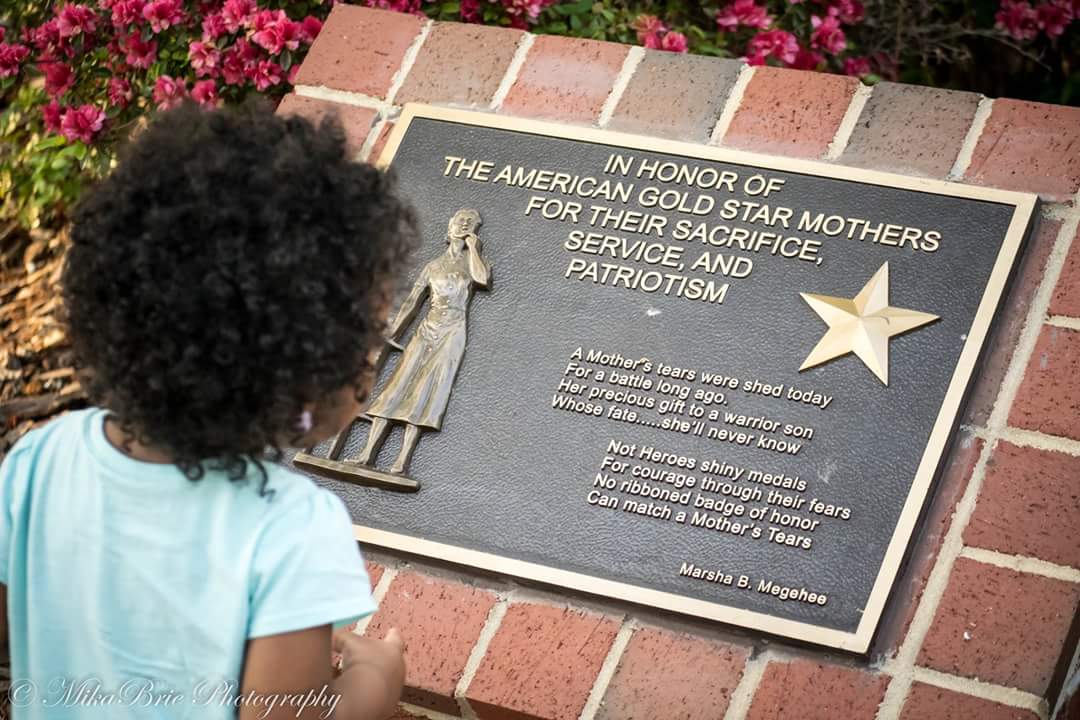 IN HONOR OF
THE AMERICAN GOLD STAR MOTHERS
FOR THEIR SACRIFICE,
SERVICE, AND
PATRIOTISM
A Mother's tears were shed today
For a battle long ago.
Her precious gift to a warrior son
Whose fate.....she'll never know
Not Heroes shiny medals
For courage through their fears
No ribboned badge of honor
Can match a Mother's Tears
Marsha B. Megehee
© MikaBrie Photography